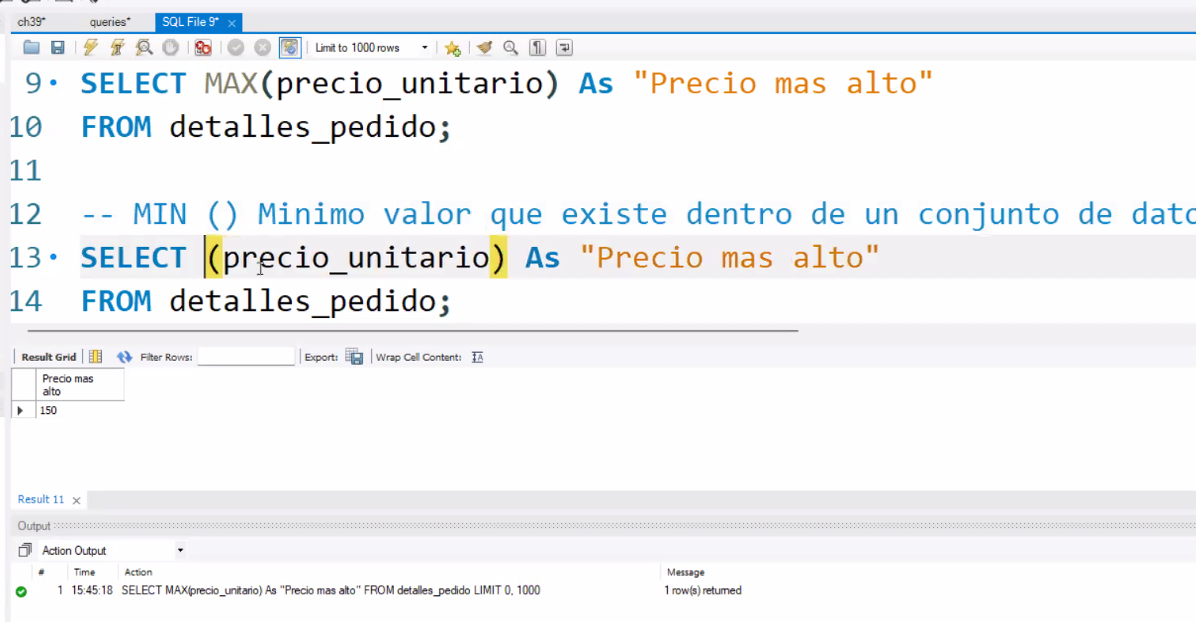 ch39*
queries*
SQL File 9*
Limit to 1000 rows
9 SELECT MAX(precio_unitario) As "Precio mas alto"
10 FROM detalles_pedido;
11
12 -- MIN () Minimo valor que existe dentro de un conjunto de dato
13 SELECT (precio_unitario) As "Precio mas alto"
14 FROM detalles_pedido;
Result Grid Filter Rows: Export: Wrap Cell Content:
Precio mas
alto
150
Result 11
Output
Action Output
# Time Action Message
1 15:45:18 SELECT MAX(precio_unitario) As "Precio mas alto" FROM detalles_pedido LIMIT 0, 1000 1 row(s) returned